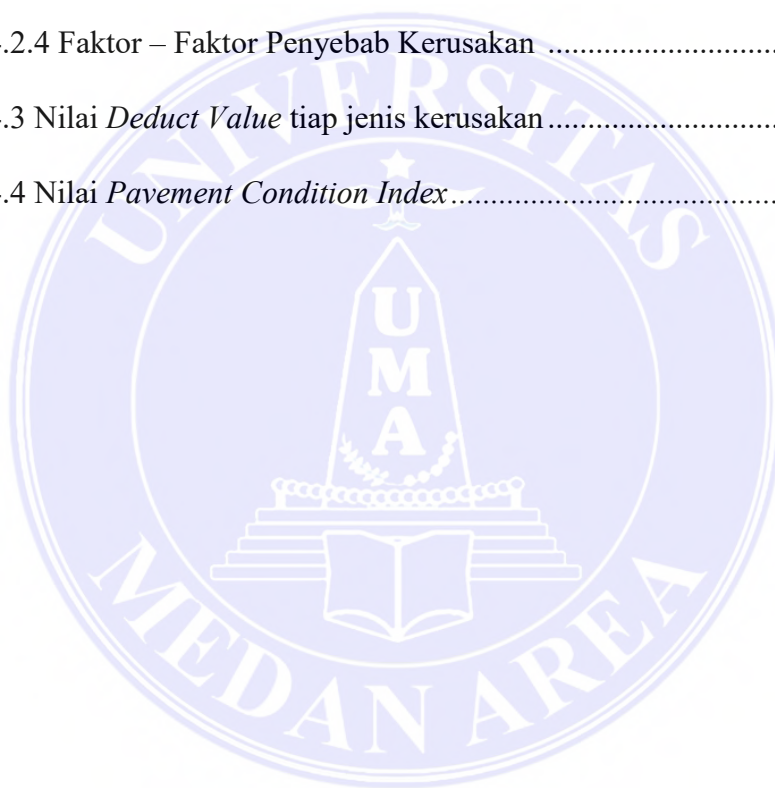 .2.4 Faktor – Faktor Penyebab Kerusakan ............................
.3 Nilai Deduct Value tiap jenis kerusakan ............................
.4 Nilai Pavement Condition Index ........................................
UNIVERSITAS
U
M
A
MEDAN AREA